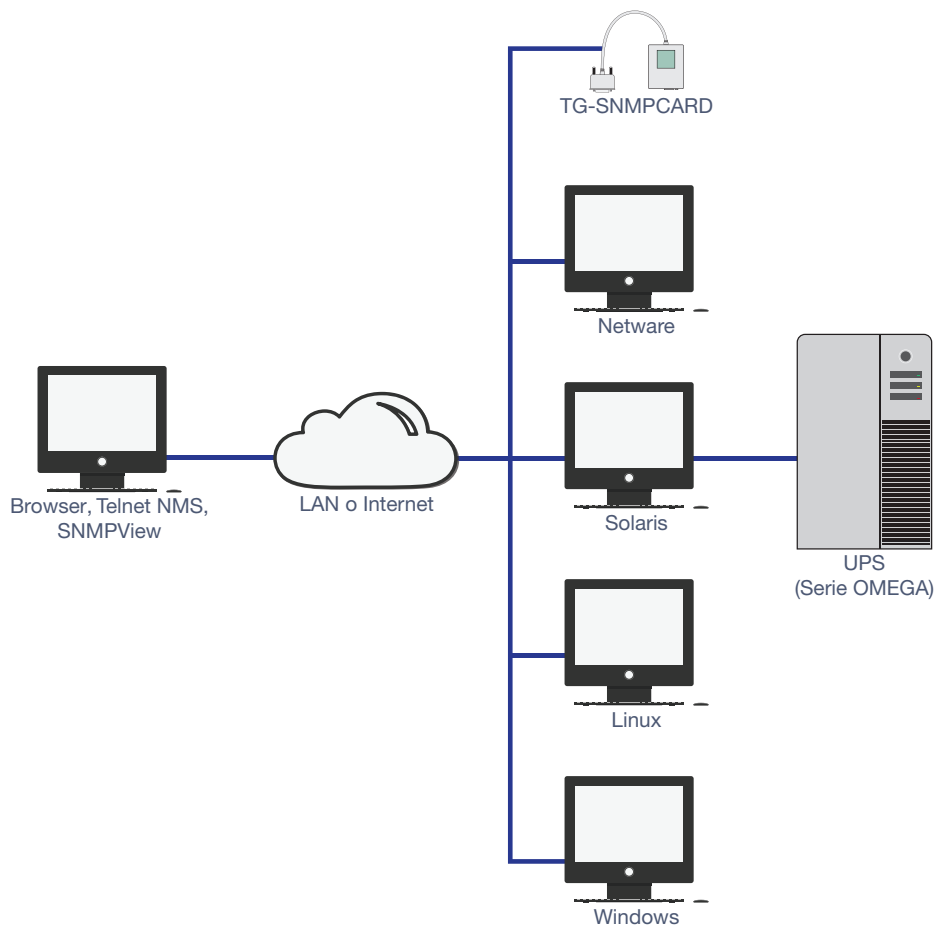 TG-SNMPCARD
Netware
Browser, Telnet NMS,
SNMPView
LAN o Internet
Solaris
UPS
(Serie OMEGA)
Linux
Windows